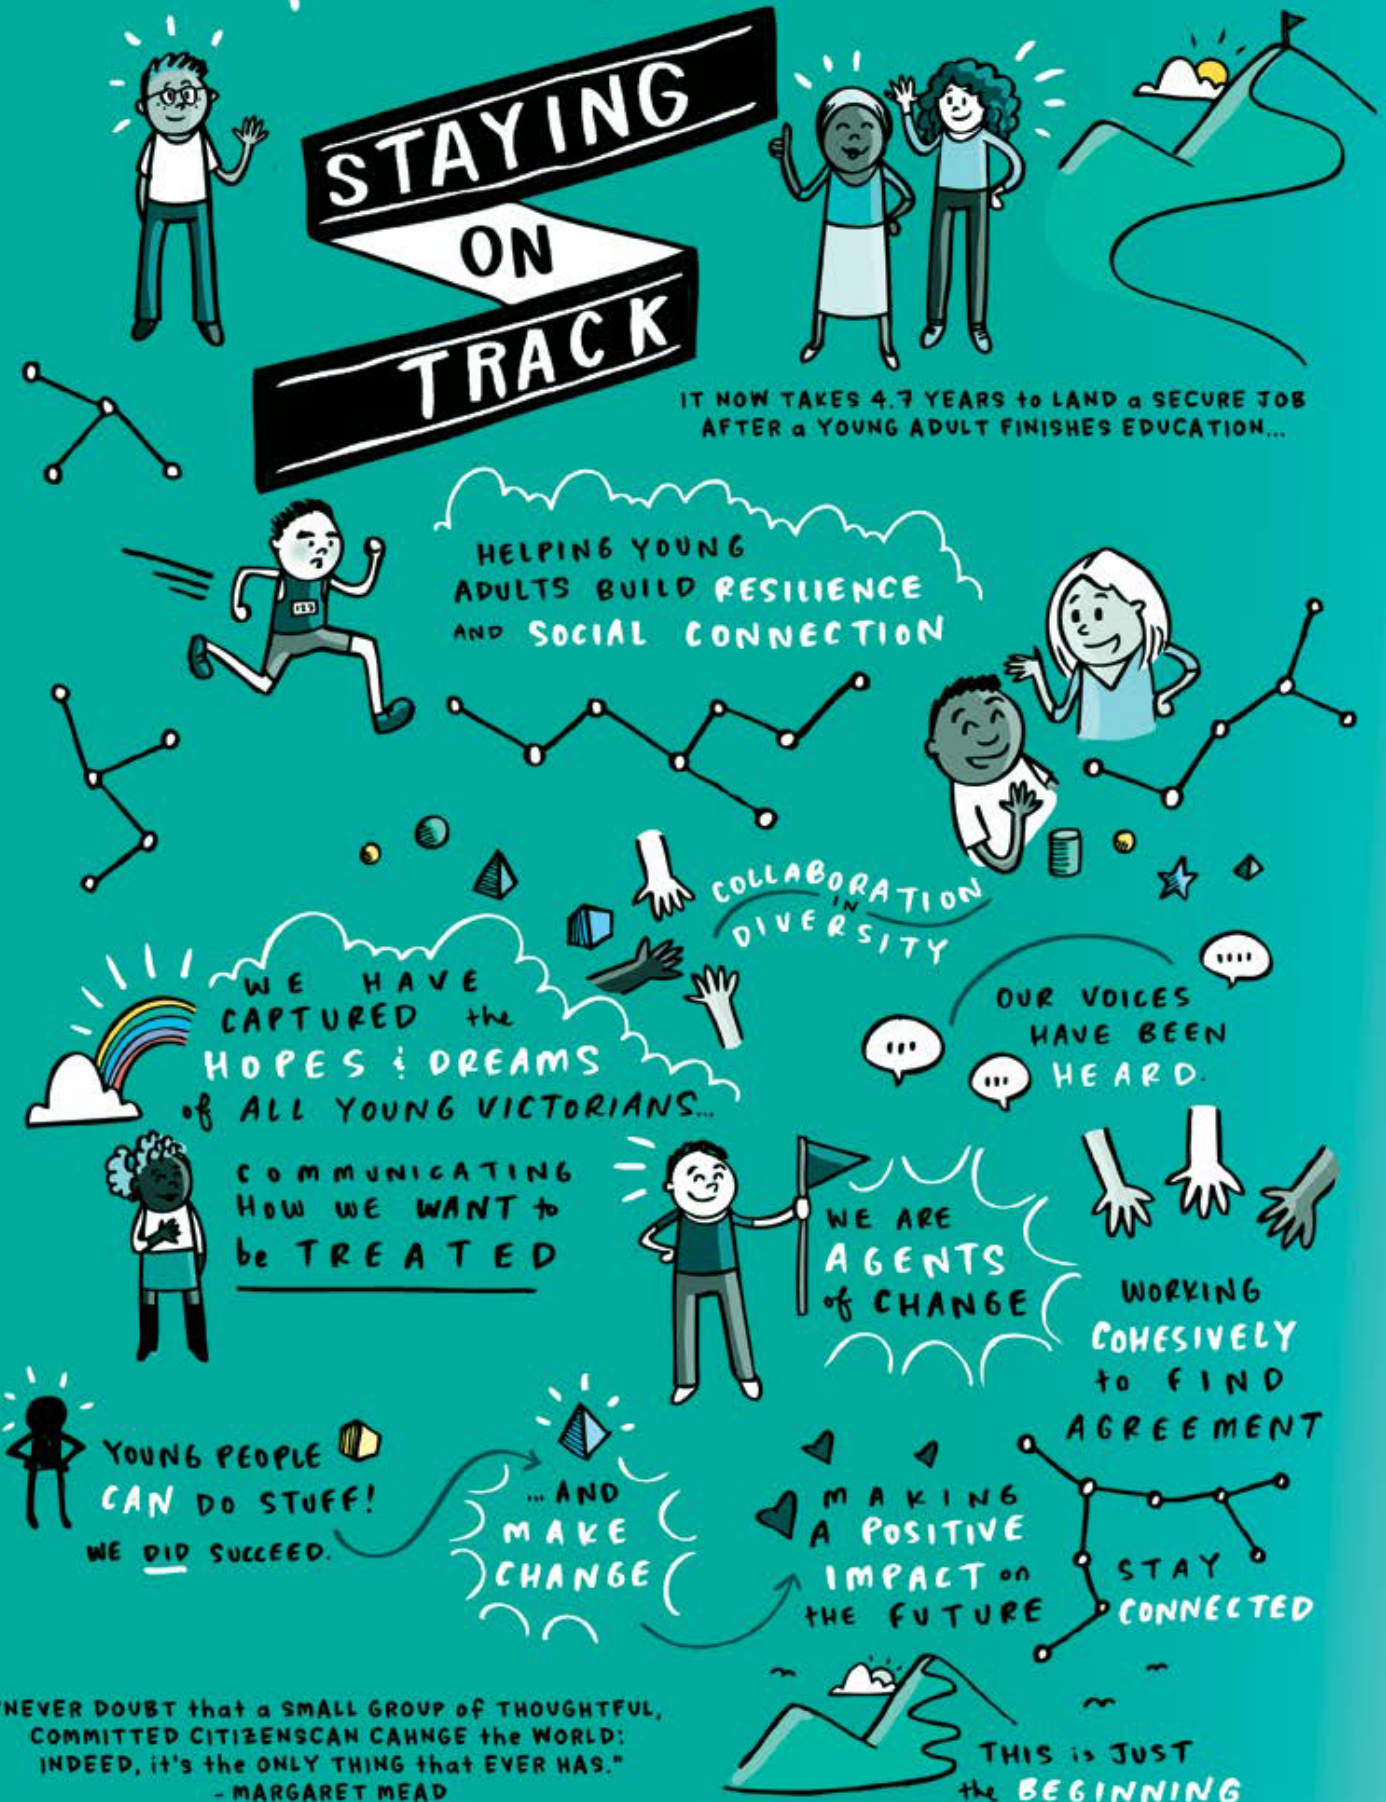 STAYING
ON
TRACK
IT NOW TAKES 4.7 YEARS to LAND a SECURE JOB
AFTER a YOUNG ADULT FINISHES EDUCATION...
123
HELPING YOUNG
ADULTS BUILD RESILIENCE
AND SOCIAL CONNECTION
COLLABORATION
IN
DIVERSITY
WE HAVE
CAPTURED the
HOPES & DREAMS
of ALL YOUNG VICTORIANS...
OUR VOICES
HAVE BEEN
HEARD.
COMMUNICATING
HOW WE WANT to
be TREATED
WE ARE
AGENTS
of CHANGE
WORKING
COHESIVELY
to FIND
AGREEMENT
YOUNG PEOPLE
CAN DO STUFF!
WE DID SUCCEED.
... AND
MAKE
CHANGE
MAKING
A POSITIVE
IMPACT on
tHE FUTURE
STAY
CONNECTED
"NEVER DOUBT that a SMALL GROUP of THOUGHTFUL,
COMMITTED CITIZENSCAN CAHNGE the WORLD:
INDEED, it's the ONLY THING that EVER HAS."
- MARGARET MEAD
THIS is JUST
the BEGINNING